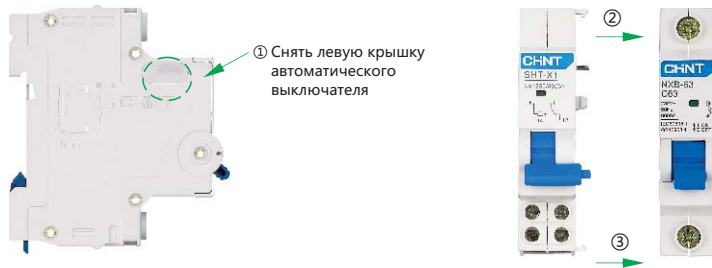 ① Снять левую крышку
автоматического
выключателя
②
CHNT
SHT-X1
CHNT
NXB-63
C63
③